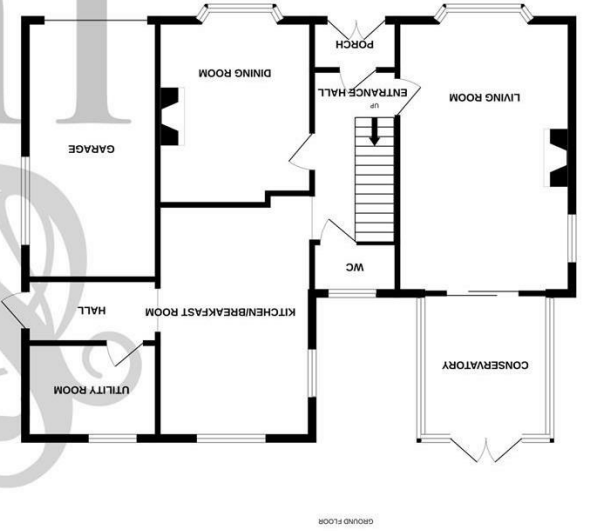 GROUND FLOOR
UTILITY ROOM
CONSERVATORY
HALL
KITCHEN/BREAKFAST ROOM
WC
GARAGE
UP
LIVING ROOM
ENTRANCE HALL
DINING ROOM
PORCH